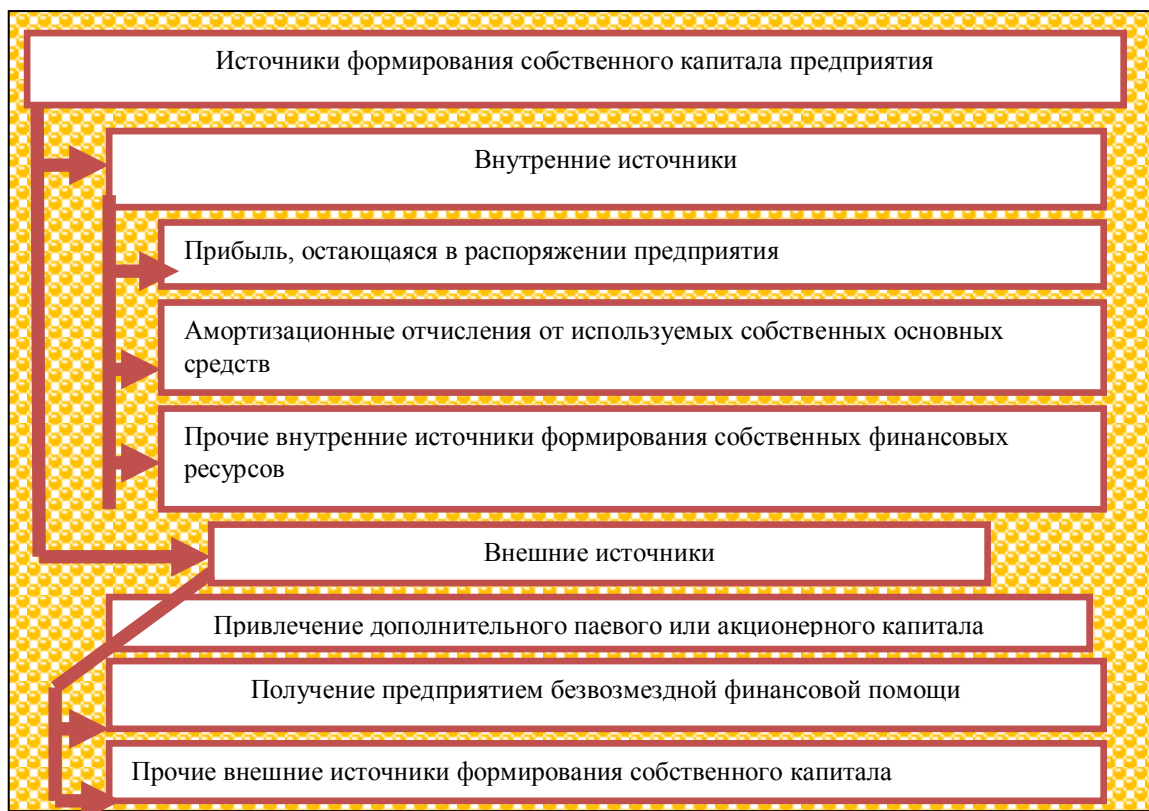 Источники формирования собственного капитала предприятия
Внутренние источники
Прибыль, остающаяся в распоряжении предприятия
Амортизационные отчисления от используемых собственных основных
средств
Прочие внутренние источники формирования собственных финансовых
ресурсов
Внешние источники
Привлечение дополнительного паевого или акционерного капитала
Получение предприятием безвозмездной финансовой помощи
Прочие внешние источники формирования собственного капитала